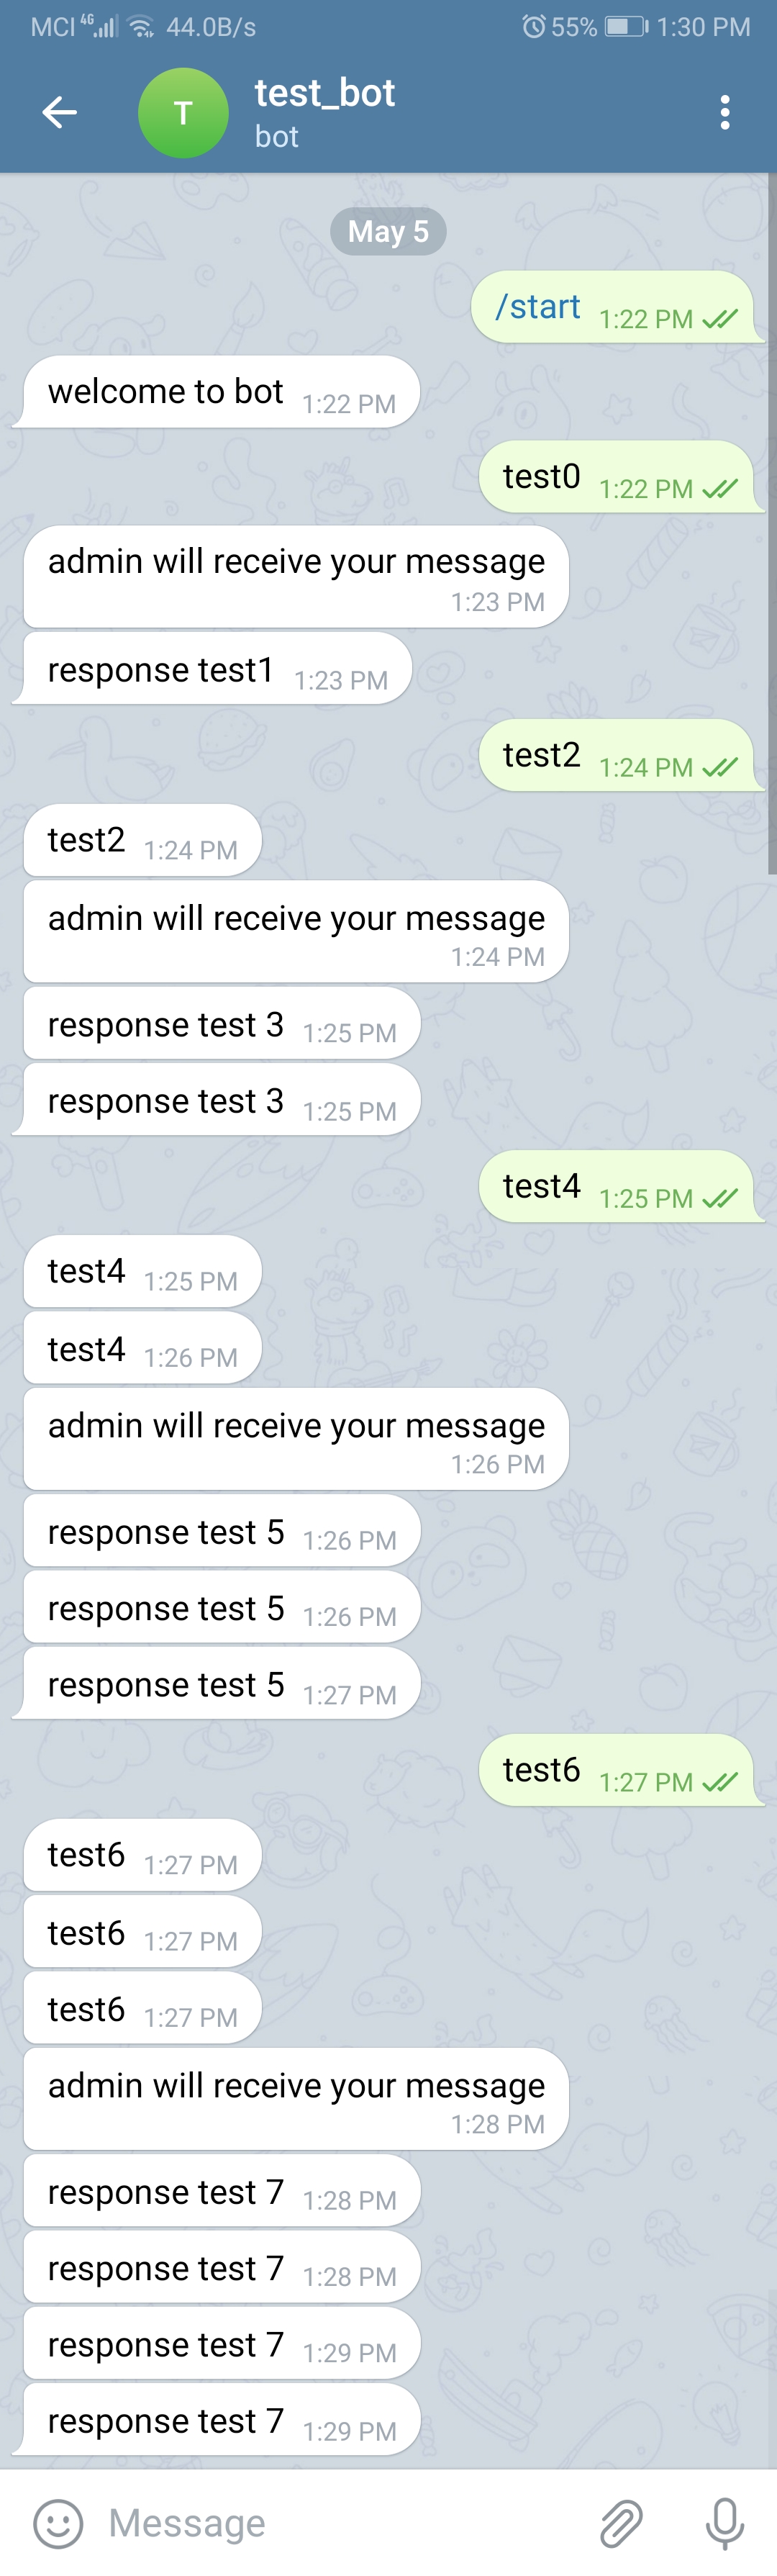 MCI 4G 44.0B/s 55% 1:30 PM
T
test_bot
bot
May 5
/start 1:22 PM
welcome to bot 1:22 PM
test0 1:22 PM
admin will receive your message
1:23 PM
response test1 1:23 PM
test2 1:24 PM
test2 1:24 PM
admin will receive your message
1:24 PM
response test 3 1:25 PM
response test 3 1:25 PM
test4 1:25 PM
test4 1:25 PM
test4 1:26 PM
admin will receive your message
1:26 PM
response test 5 1:26 PM
response test 5 1:26 PM
response test 5 1:27 PM
test6 1:27 PM
test6 1:27 PM
test6 1:27 PM
test6 1:27 PM
admin will receive your message
1:28 PM
response test 7 1:28 PM
response test 7 1:28 PM
response test 7 1:29 PM
response test 7 1:29 PM
Message